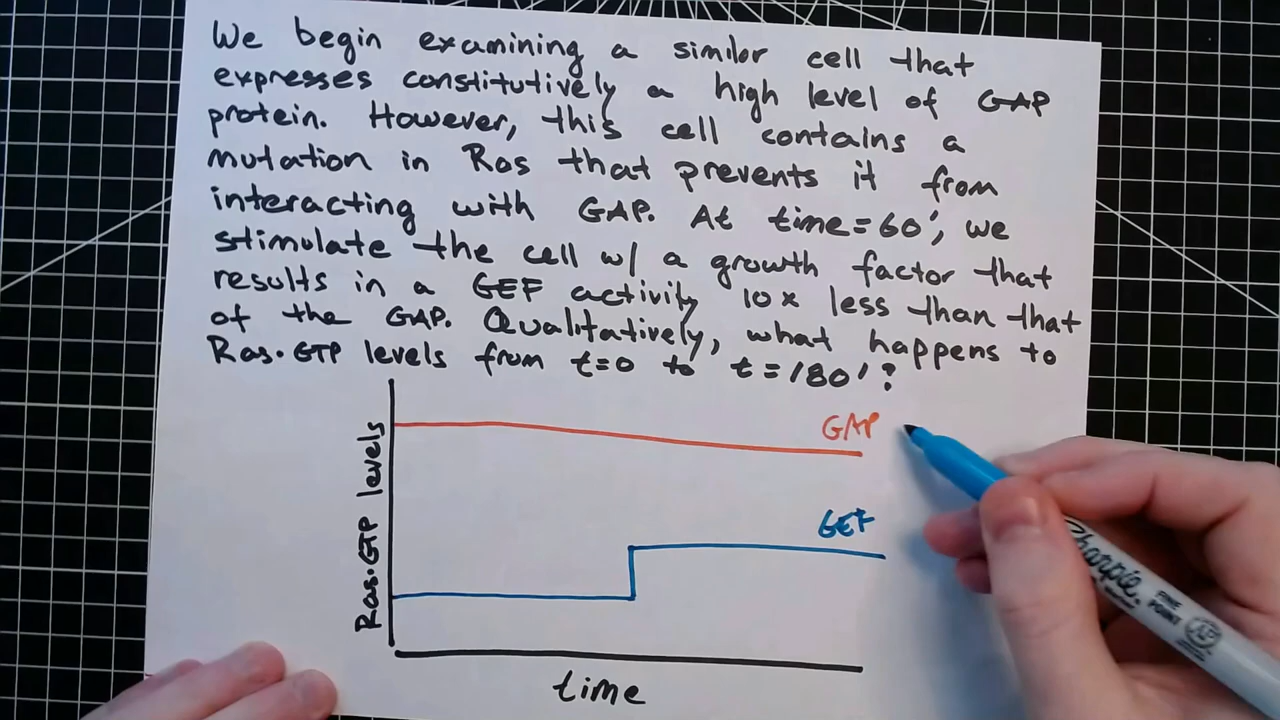 We begin examining a similar cell that
expresses constitutively a high level of GAP
protein. However, this cell contains a
mutation in Ras that prevents it from
interacting with GAP. At time=60', we
stimulate the cell w/ a growth factor that
results in a GEF activity 10x less than that
of the GAP. Qualitatively, what happens to
Ras·GTP levels from t=0 to t=180'?
GAP
GEF
Ras·GTP levels
time
Sharpie.
FINE
POINT